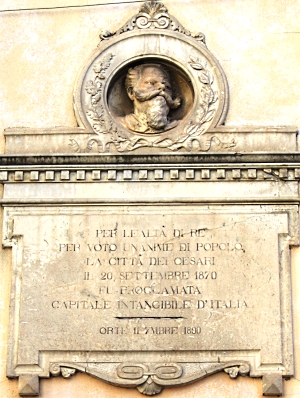 PER LEALTÀ DI RE
PER VOTO UNANIME DI POPOLO
LA CITTÀ DEI CESARI
IL 20 SETTEMBRE 1870
FU PROCLAMATA
CAPITALE INTANGIBILE D'ITALIA
ORTE 11